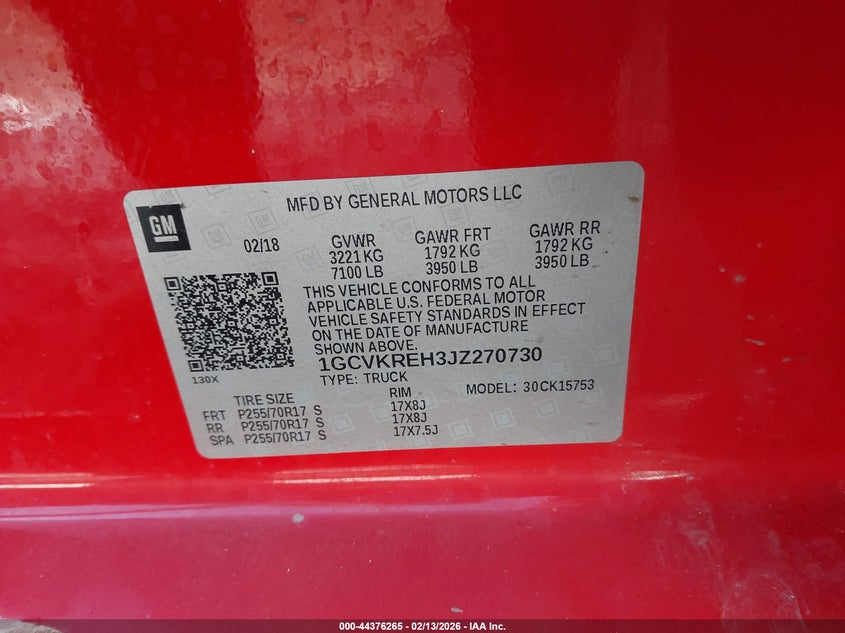 MFD BY GENERAL MOTORS LLC
GM
02/18 GVWR GAWR FRT GAWR RR
3221 KG 1792 KG 1792 KG
7100 LB 3950 LB 3950 LB
THIS VEHICLE CONFORMS TO ALL
APPLICABLE U.S. FEDERAL MOTOR
VEHICLE SAFETY STANDARDS IN EFFECT
ON THE DATE OF MANUFACTURE
SHOWN ABOVE.
1GCVKREH3JZ270730
130X
TYPE: TRUCK
MODEL: 30CK15753
TIRE SIZE RIM
FRT P255/70R17 S 17X8J
RR P255/70R17 S 17X8J
SPA P255/70R17 S 17X7.5J
000-44376265 - 02/13/2026 - IAA Inc.